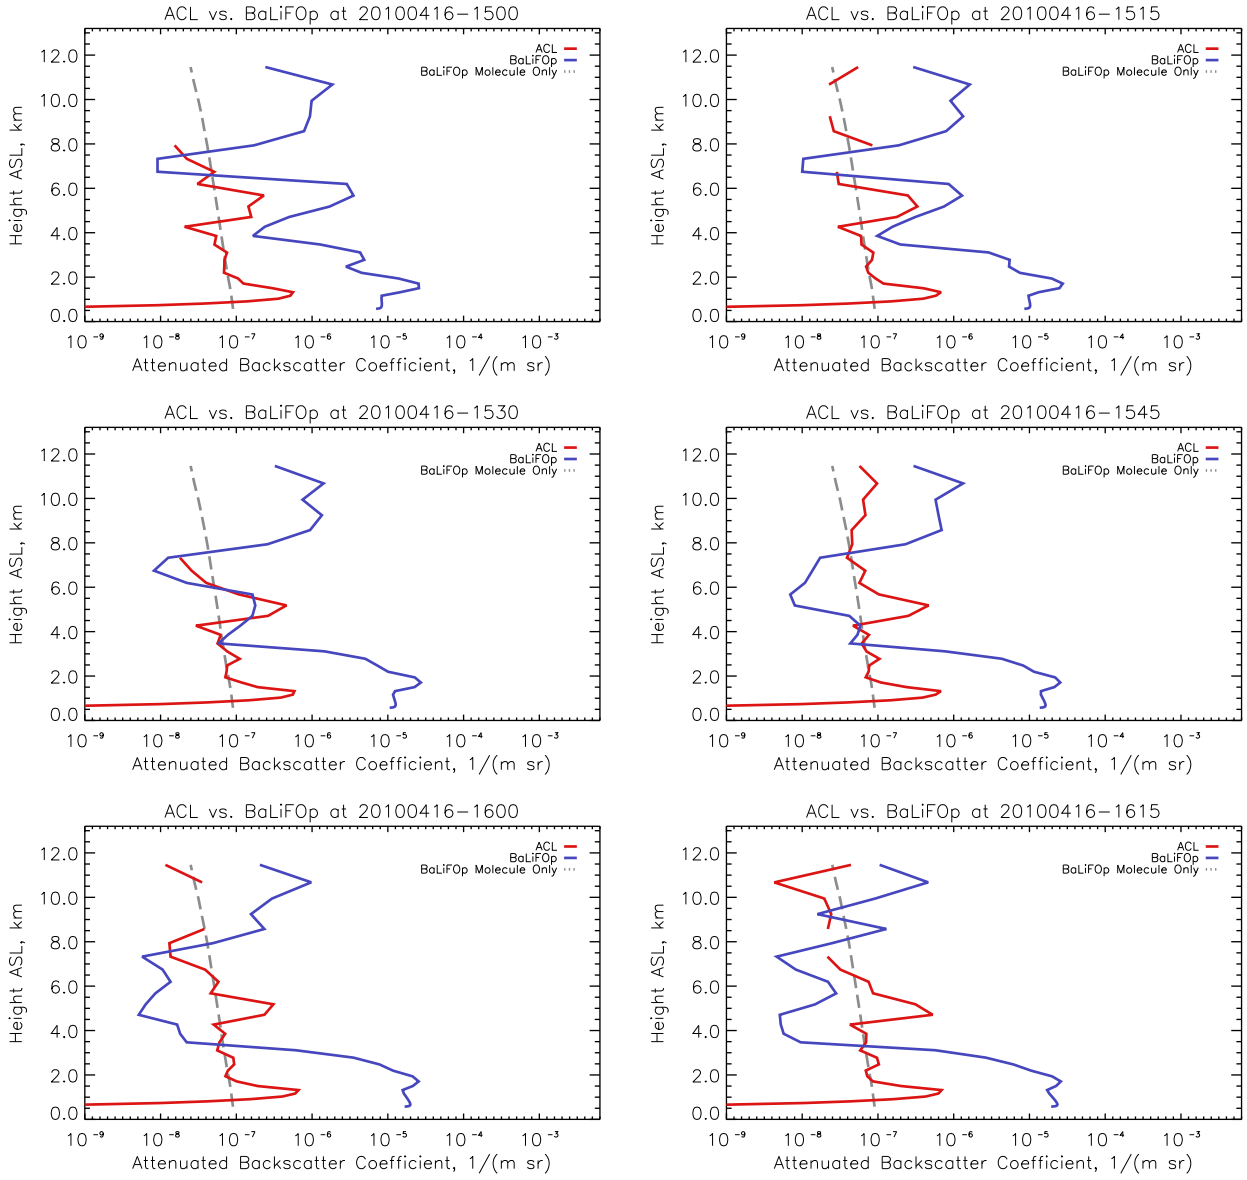 ACL vs. BaLiFOp at 20100416-1500
ACL
BaLiFOp
BaLiFOp Molecule Only
Height ASL, km
12.0
10.0
8.0
6.0
4.0
2.0
0.0
10⁻⁹ 10⁻⁸ 10⁻⁷ 10⁻⁶ 10⁻⁵ 10⁻⁴ 10⁻³
Attenuated Backscatter Coefficient, 1/(m sr)
ACL vs. BaLiFOp at 20100416-1515
ACL
BaLiFOp
BaLiFOp Molecule Only
Height ASL, km
12.0
10.0
8.0
6.0
4.0
2.0
0.0
10⁻⁹ 10⁻⁸ 10⁻⁷ 10⁻⁶ 10⁻⁵ 10⁻⁴ 10⁻³
Attenuated Backscatter Coefficient, 1/(m sr)
ACL vs. BaLiFOp at 20100416-1530
ACL
BaLiFOp
BaLiFOp Molecule Only
Height ASL, km
12.0
10.0
8.0
6.0
4.0
2.0
0.0
10⁻⁹ 10⁻⁸ 10⁻⁷ 10⁻⁶ 10⁻⁵ 10⁻⁴ 10⁻³
Attenuated Backscatter Coefficient, 1/(m sr)
ACL vs. BaLiFOp at 20100416-1545
ACL
BaLiFOp
BaLiFOp Molecule Only
Height ASL, km
12.0
10.0
8.0
6.0
4.0
2.0
0.0
10⁻⁹ 10⁻⁸ 10⁻⁷ 10⁻⁶ 10⁻⁵ 10⁻⁴ 10⁻³
Attenuated Backscatter Coefficient, 1/(m sr)
ACL vs. BaLiFOp at 20100416-1600
ACL
BaLiFOp
BaLiFOp Molecule Only
Height ASL, km
12.0
10.0
8.0
6.0
4.0
2.0
0.0
10⁻⁹ 10⁻⁸ 10⁻⁷ 10⁻⁶ 10⁻⁵ 10⁻⁴ 10⁻³
Attenuated Backscatter Coefficient, 1/(m sr)
ACL vs. BaLiFOp at 20100416-1615
ACL
BaLiFOp
BaLiFOp Molecule Only
Height ASL, km
12.0
10.0
8.0
6.0
4.0
2.0
0.0
10⁻⁹ 10⁻⁸ 10⁻⁷ 10⁻⁶ 10⁻⁵ 10⁻⁴ 10⁻³
Attenuated Backscatter Coefficient, 1/(m sr)